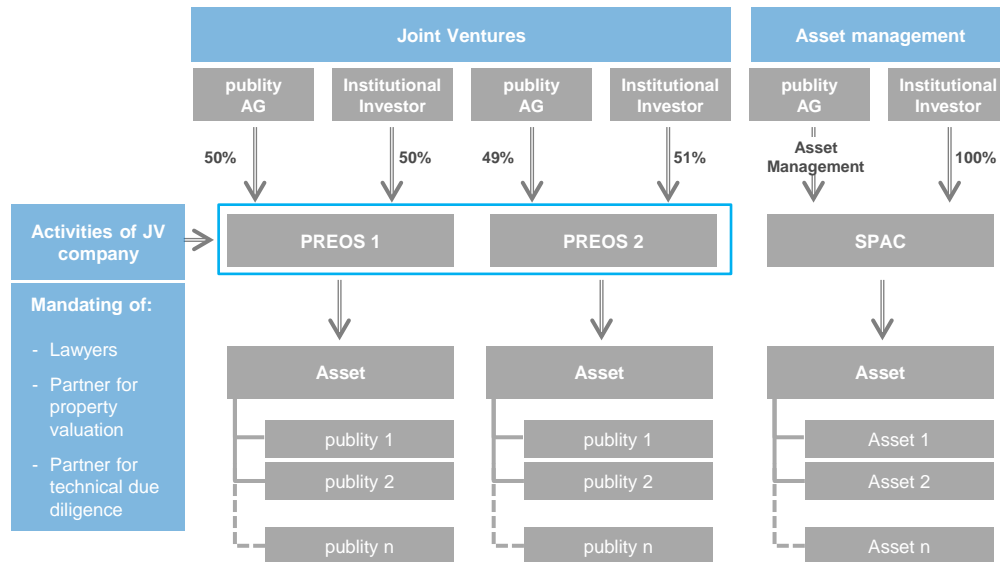 Joint Ventures
Asset management
publity
AG
Institutional
Investor
publity
AG
Institutional
Investor
publity
AG
Institutional
Investor
50%
50%
49%
51%
Asset
Management
100%
Activities of JV
company
PREOS 1
PREOS 2
SPAC
Mandating of:
- Lawyers
- Partner for
property
valuation
- Partner for
technical due
diligence
Asset
publity 1
publity 2
publity n
Asset
publity 1
publity 2
publity n
Asset
Asset 1
Asset 2
Asset n